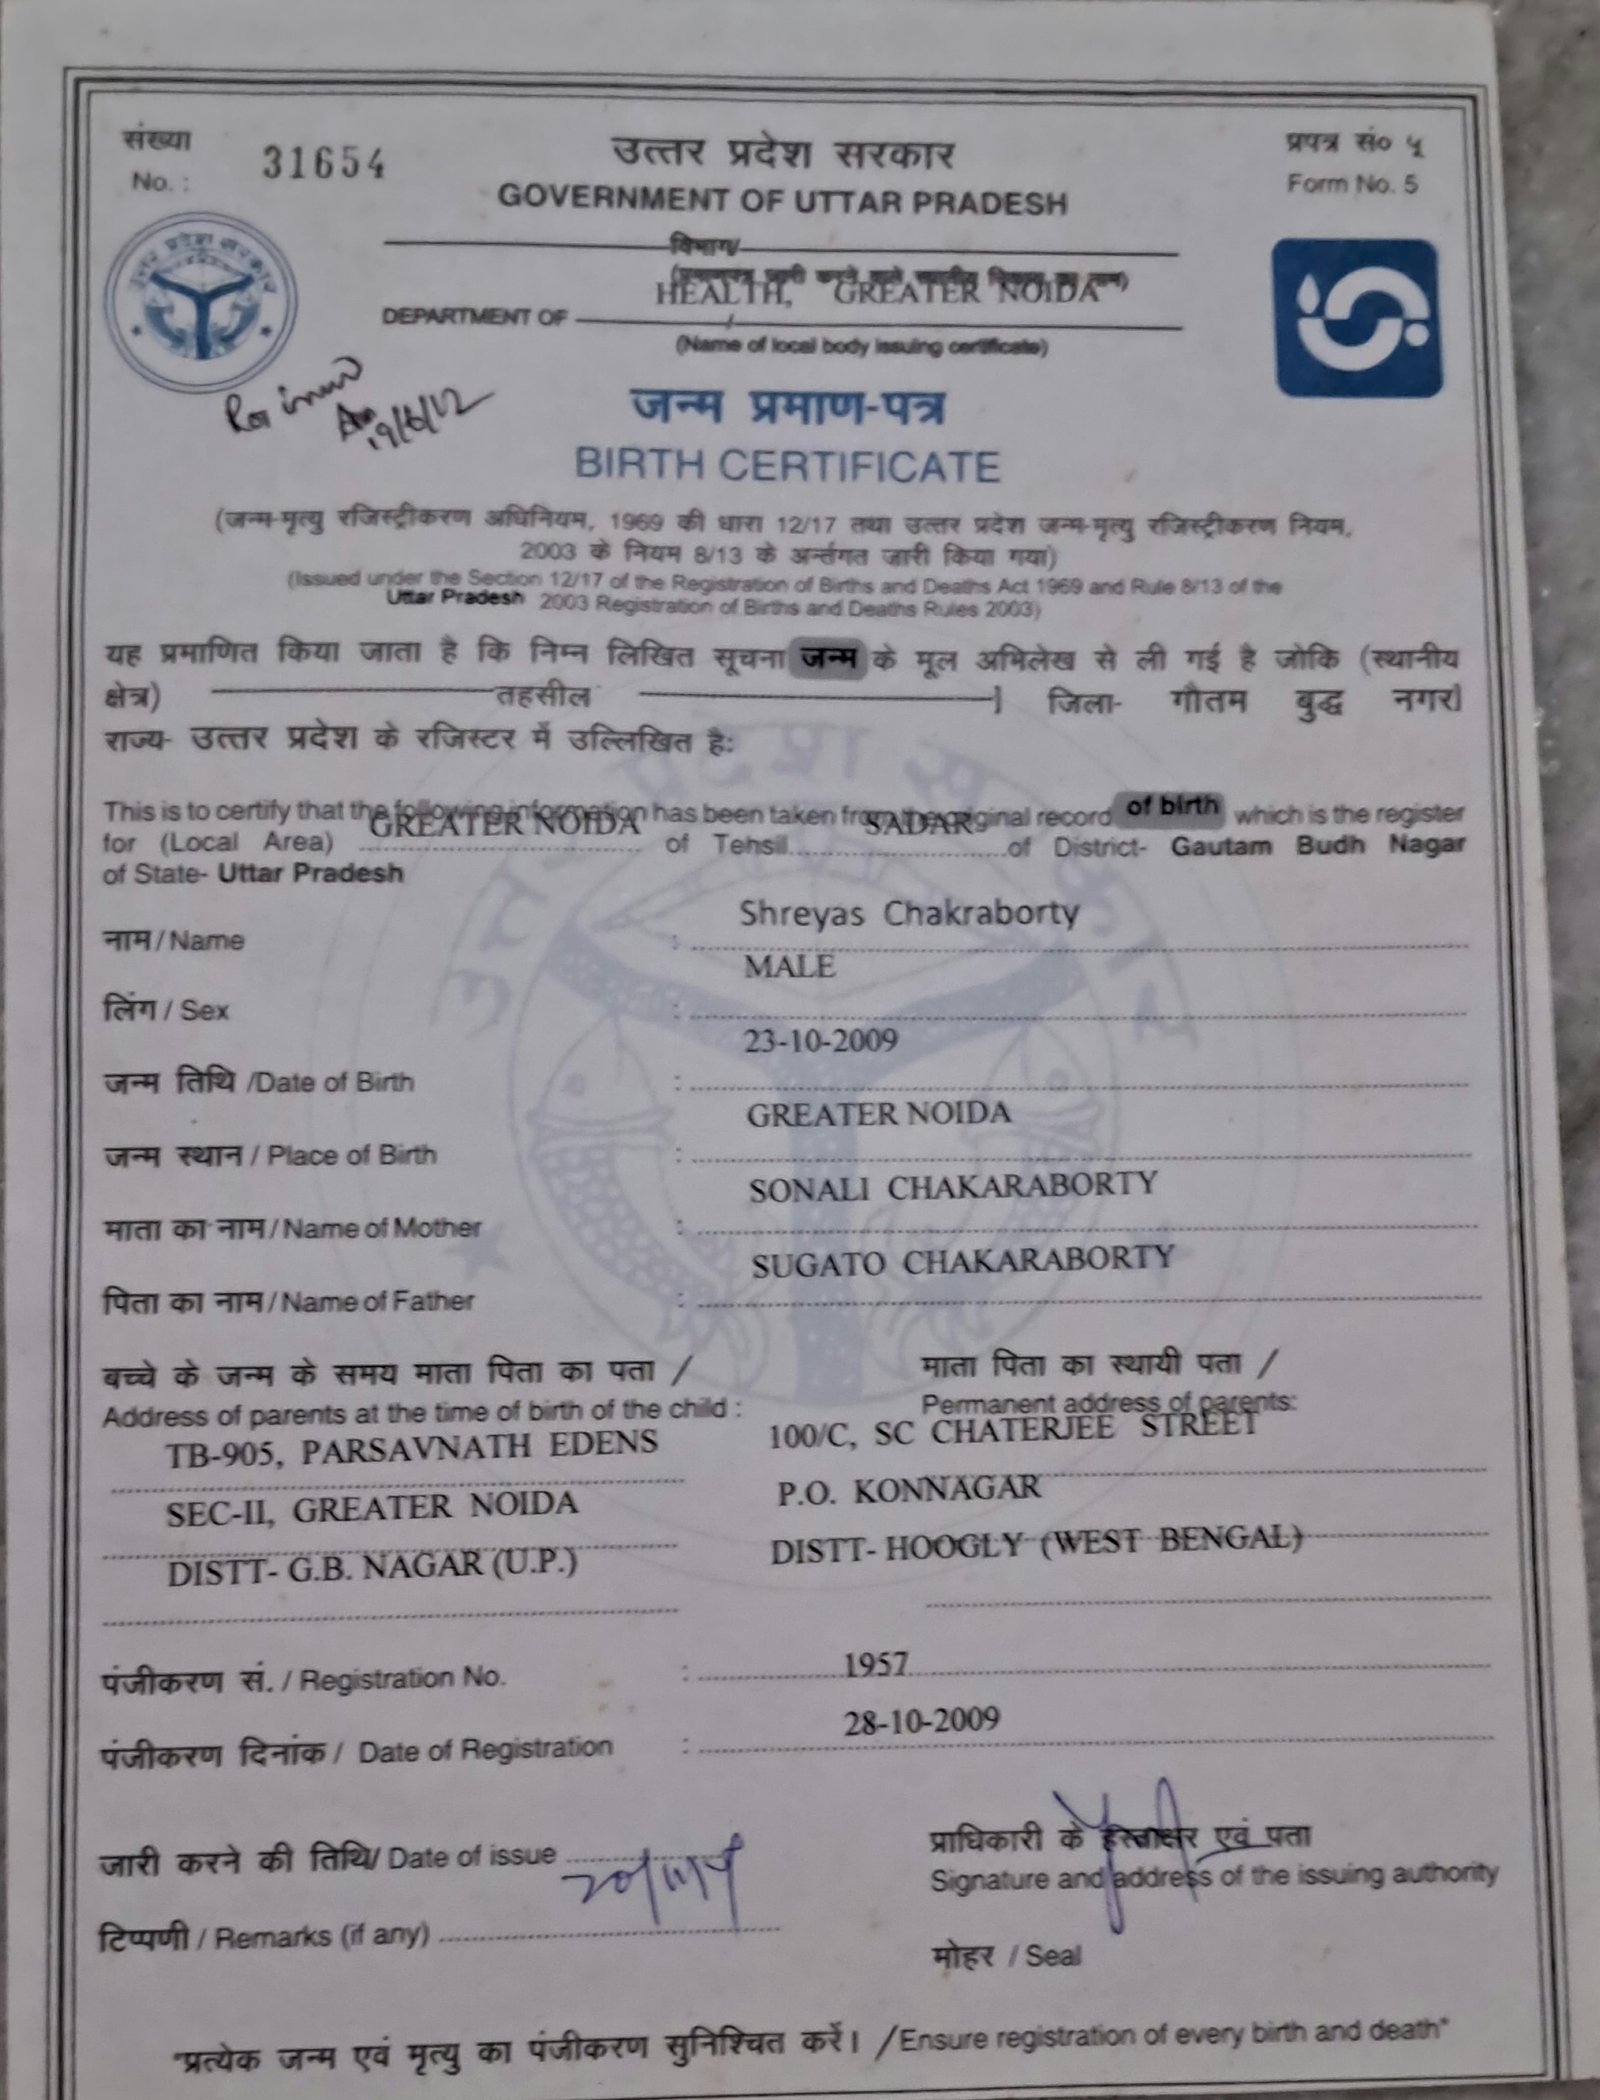 संख्या
No. :
31654
उत्तर प्रदेश सरकार
GOVERNMENT OF UTTAR PRADESH
प्रपत्र सं० ५
Form No. 5
उत्तर प्रदेश सरकार
विभाग/
HEALTH, GREATER NOIDA
DEPARTMENT OF
(Name of local body issuing certificate)
19/6/12
जन्म प्रमाण-पत्र
BIRTH CERTIFICATE
(जन्म-मृत्यु रजिस्ट्रीकरण अधिनियम, 1969 की धारा 12/17 तथा उत्तर प्रदेश जन्म-मृत्यु रजिस्ट्रीकरण नियम,
2003 के नियम 8/13 के अर्न्तगत जारी किया गया)
(Issued under the Section 12/17 of the Registration of Births and Deaths Act 1969 and Rule 8/13 of the
Uttar Pradesh 2003 Registration of Births and Deaths Rules 2003)
यह प्रमाणित किया जाता है कि निम्न लिखित सूचना जन्म के मूल अभिलेख से ली गई है जोकि (स्थानीय
क्षेत्र) तहसील । जिला- गौतम बुद्ध नगर।
राज्य- उत्तर प्रदेश के रजिस्टर में उल्लिखित है:
This is to certify that the following information has been taken from the original record of birth which is the register
for (Local Area) GREATER NOIDA of Tehsil SADAR of District- Gautam Budh Nagar
of State- Uttar Pradesh
नाम / Name : Shreyas Chakraborty
लिंग / Sex : MALE
जन्म तिथि /Date of Birth : 23-10-2009
जन्म स्थान / Place of Birth : GREATER NOIDA
माता का नाम / Name of Mother : SONALI CHAKARABORTY
पिता का नाम / Name of Father : SUGATO CHAKARABORTY
बच्चे के जन्म के समय माता पिता का पता /
Address of parents at the time of birth of the child :
TB-905, PARSAVNATH EDENS
SEC-II, GREATER NOIDA
DISTT- G.B. NAGAR (U.P.)
माता पिता का स्थायी पता /
Permanent address of parents:
100/C, SC CHATERJEE STREET
P.O. KONNAGAR
DISTT- HOOGLY (WEST BENGAL)
पंजीकरण सं. / Registration No. : 1957
पंजीकरण दिनांक / Date of Registration : 28-10-2009
जारी करने की तिथि/ Date of issue
टिप्पणी / Remarks (if any)
प्राधिकारी के हस्ताक्षर एवं पता
Signature and address of the issuing authority
मोहर / Seal
"प्रत्येक जन्म एवं मृत्यु का पंजीकरण सुनिश्चित करें। /Ensure registration of every birth and death"